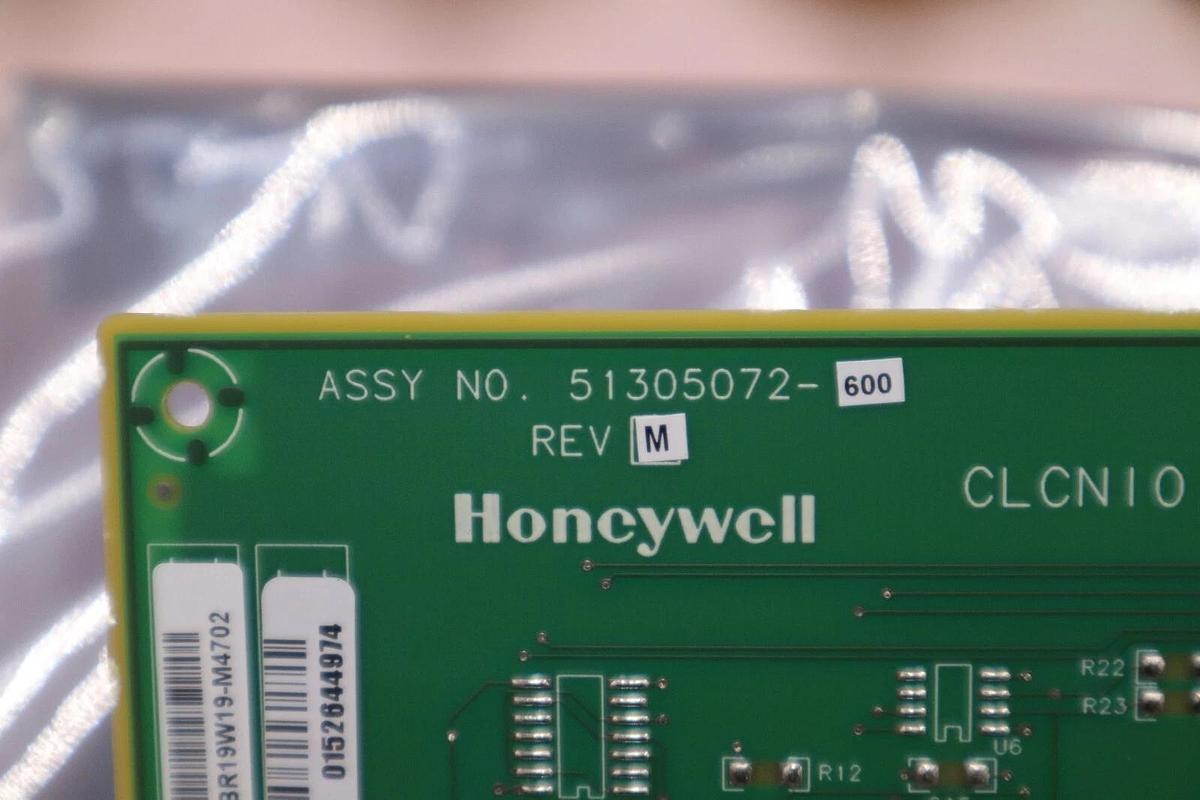 ASSY NO. 51305072-600
REV M
Honeywell
CLCNIO
BR19W19-M4702
0152644974
R22
R23
U6
R12